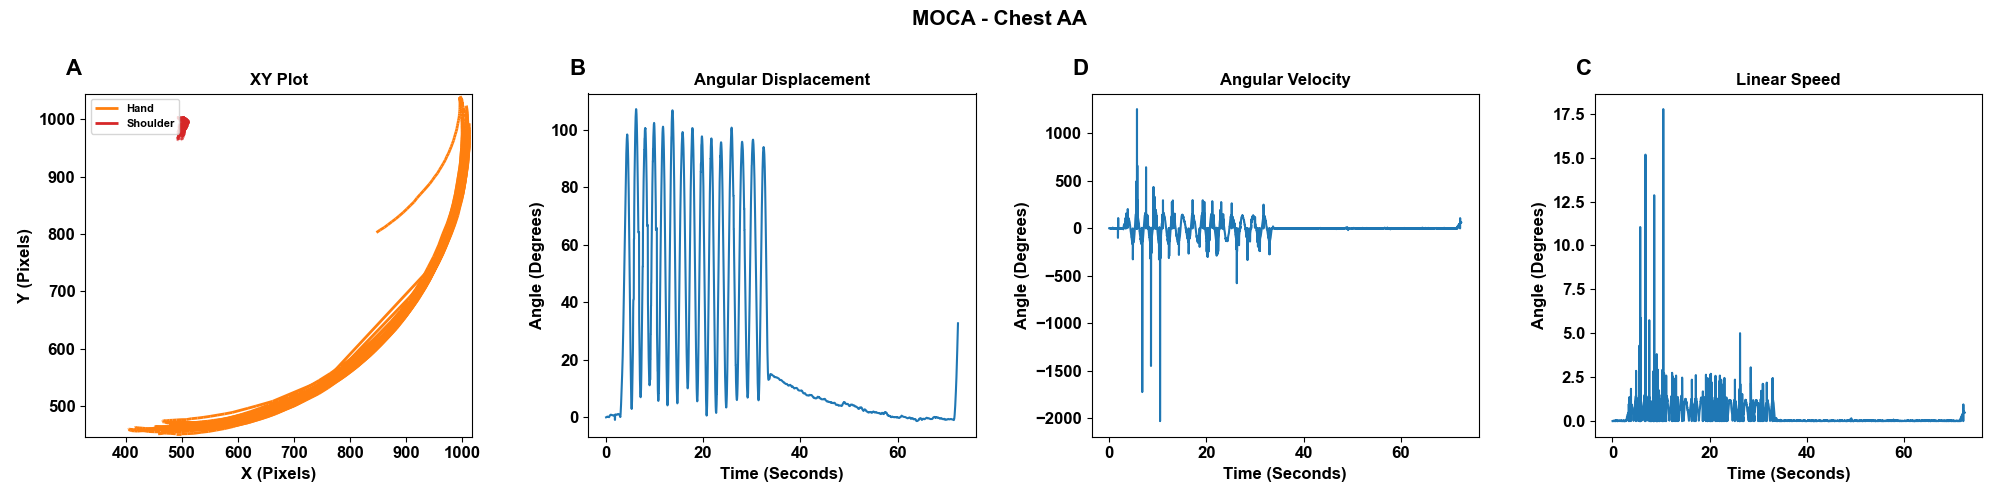 MOCA - Chest AA
A
XY Plot
Hand
Shoulder
1000
900
800
700
600
500
400 500 600 700 800 900 1000
Y (Pixels)
X (Pixels)
B
Angular Displacement
100
80
60
40
20
0
0 20 40 60
Angle (Degrees)
Time (Seconds)
D
Angular Velocity
1000
500
0
−500
−1000
−1500
−2000
0 20 40 60
Angle (Degrees)
Time (Seconds)
C
Linear Speed
17.5
15.0
12.5
10.0
7.5
5.0
2.5
0.0
0 20 40 60
Angle (Degrees)
Time (Seconds)